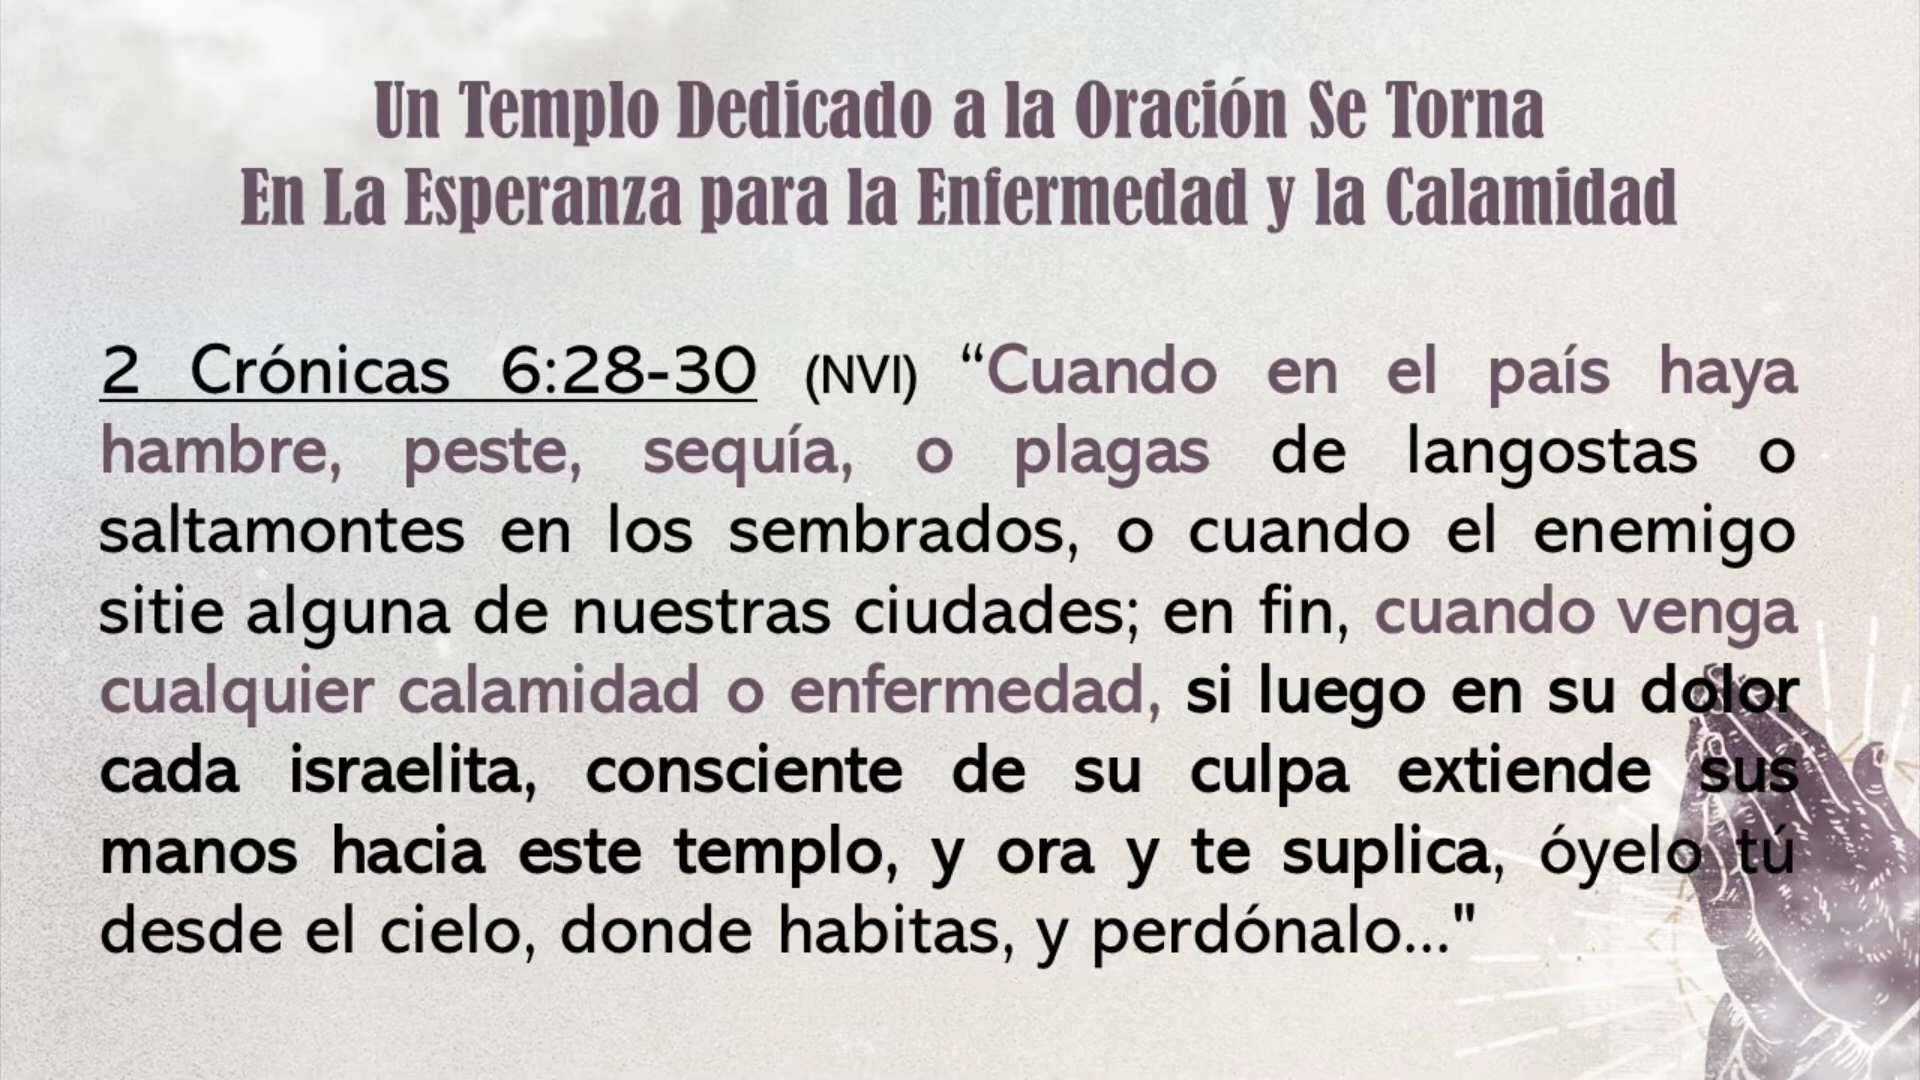 Un Templo Dedicado a la Oración Se Torna
En La Esperanza para la Enfermedad y la Calamidad
2 Crónicas 6:28-30 (NVI) “Cuando en el país haya
hambre, peste, sequía, o plagas de langostas o
saltamontes en los sembrados, o cuando el enemigo
sitie alguna de nuestras ciudades; en fin, cuando venga
cualquier calamidad o enfermedad, si luego en su dolor
cada israelita, consciente de su culpa extiende sus
manos hacia este templo, y ora y te suplica, óyelo tú
desde el cielo, donde habitas, y perdónalo..."